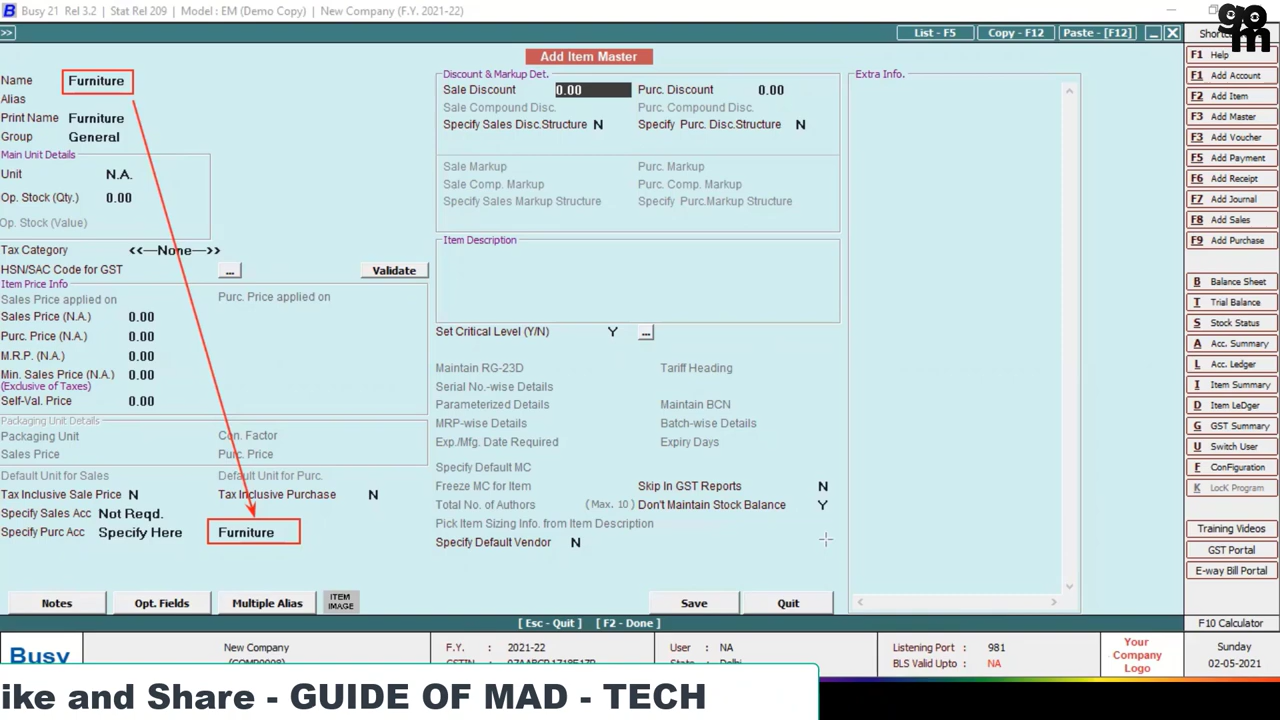 Busy 21 Rel 3.2 | Stat Rel 209 | Model : EM (Demo Copy) | New Company (F.Y. 2021-22)
gom
>> List - F5 Copy - F12 Paste - [F12]
Add Item Master
Name Furniture
Alias
Print Name Furniture
Group General
Main Unit Details
Unit N.A.
Op. Stock (Qty.) 0.00
Op. Stock (Value)
Tax Category <<---None--->>
HSN/SAC Code for GST ... Validate
Item Price Info
Sales Price applied on Purc. Price applied on
Sales Price (N.A.) 0.00
Purc. Price (N.A.) 0.00
M.R.P. (N.A.) 0.00
Min. Sales Price (N.A.) 0.00
(Exclusive of Taxes)
Self-Val. Price 0.00
Packaging Unit Details
Packaging Unit Con. Factor
Sales Price Purc. Price
Default Unit for Sales Default Unit for Purc.
Tax Inclusive Sale Price N Tax Inclusive Purchase N
Specify Sales Acc Not Reqd.
Specify Purc Acc Specify Here Furniture
Notes Opt. Fields Multiple Alias ITEM IMAGE
Discount & Markup Det.
Sale Discount 0.00 Purc. Discount 0.00
Sale Compound Disc. Purc. Compound Disc.
Specify Sales Disc.Structure N Specify Purc. Disc.Structure N
Sale Markup Purc. Markup
Sale Comp. Markup Purc. Comp. Markup
Specify Sales Markup Structure Specify Purc.Markup Structure
Item Description
Set Critical Level (Y/N) Y ...
Maintain RG-23D Tariff Heading
Serial No.-wise Details
Parameterized Details Maintain BCN
MRP-wise Details Batch-wise Details
Exp./Mfg. Date Required Expiry Days
Specify Default MC
Freeze MC for Item Skip In GST Reports N
Total No. of Authors (Max. 10) Don't Maintain Stock Balance Y
Pick Item Sizing Info. from Item Description
Specify Default Vendor N
Save Quit
Extra Info.
[ Esc - Quit ] [ F2 - Done ]
F1 Help
F1 Add Account
F2 Add Item
F3 Add Master
F3 Add Voucher
F5 Add Payment
F6 Add Receipt
F7 Add Journal
F8 Add Sales
F9 Add Purchase
B Balance Sheet
T Trial Balance
S Stock Status
A Acc. Summary
L Acc. Ledger
I Item Summary
D Item LeDger
G GST Summary
U Switch User
F ConFiguration
K LocK Program
Training Videos
GST Portal
E-way Bill Portal
F10 Calculator
Busy
New Company
F.Y. : 2021-22
User : NA
Listening Port : 981
BLS Valid Upto : NA
Your Company Logo
Sunday
02-05-2021
ike and Share - GUIDE OF MAD - TECH